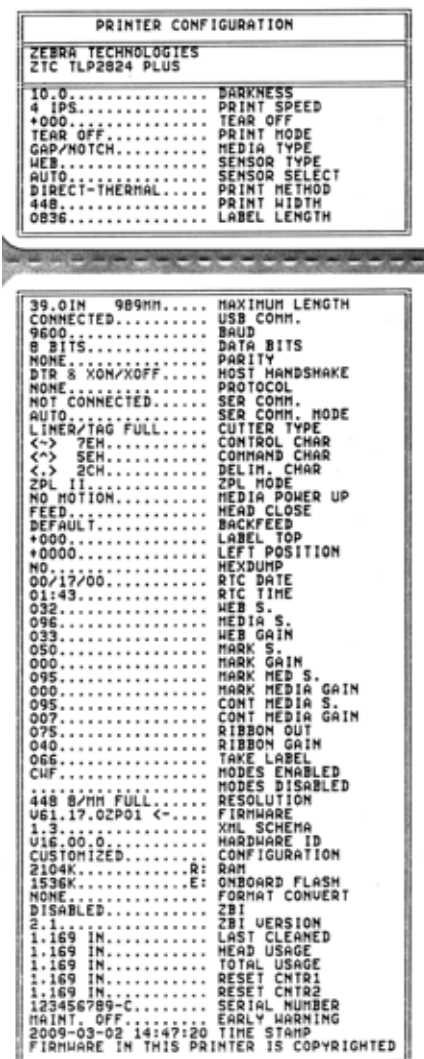 PRINTER CONFIGURATION
ZEBRA TECHNOLOGIES
ZTC TLP2824 PLUS
10.0............... DARKNESS
4 IPS.............. PRINT SPEED
+000............... TEAR OFF
TEAR OFF........... PRINT MODE
GAP/NOTCH.......... MEDIA TYPE
WEB................ SENSOR TYPE
AUTO............... SENSOR SELECT
DIRECT-THERMAL..... PRINT METHOD
448................ PRINT WIDTH
0836............... LABEL LENGTH
39.0IN 989MM..... MAXIMUM LENGTH
CONNECTED.......... USB COMM.
9600............... BAUD
8 BITS............. DATA BITS
NONE............... PARITY
DTR & XON/XOFF..... HOST HANDSHAKE
NONE............... PROTOCOL
NOT CONNECTED...... SER COMM.
AUTO............... SER COMM. MODE
LINER/TAG FULL..... CUTTER TYPE
<~> 7EH........... CONTROL CHAR
<^> 5EH........... COMMAND CHAR
<,> 2CH........... DELIM. CHAR
ZPL II............. ZPL MODE
NO MOTION.......... MEDIA POWER UP
FEED............... HEAD CLOSE
DEFAULT............ BACKFEED
+000............... LABEL TOP
+0000.............. LEFT POSITION
NO................. HEXDUMP
00/17/00........... RTC DATE
01:43.............. RTC TIME
032................ WEB S.
096................ MEDIA S.
033................ WEB GAIN
050................ MARK S.
000................ MARK GAIN
095................ MARK MED S.
000................ MARK MEDIA GAIN
095................ CONT MEDIA S.
007................ CONT MEDIA GAIN
075................ RIBBON OUT
040................ RIBBON GAIN
066................ TAKE LABEL
CWF................ MODES ENABLED
................... MODES DISABLED
448 8/MM FULL...... RESOLUTION
V61.17.0ZP01 <-.... FIRMWARE
1.3................ XML SCHEMA
V16.00.0........... HARDWARE ID
CUSTOMIZED......... CONFIGURATION
2104K............R: RAM
1536K............E: ONBOARD FLASH
NONE............... FORMAT CONVERT
DISABLED........... ZBI
2.1................ ZBI VERSION
1.169 IN........... LAST CLEANED
1.169 IN........... HEAD USAGE
1.169 IN........... TOTAL USAGE
1.169 IN........... RESET CNTR1
1.169 IN........... RESET CNTR2
123456789-C........ SERIAL NUMBER
MAINT. OFF......... EARLY WARNING
2009-03-02 14:47:20 TIME STAMP
FIRMWARE IN THIS PRINTER IS COPYRIGHTED